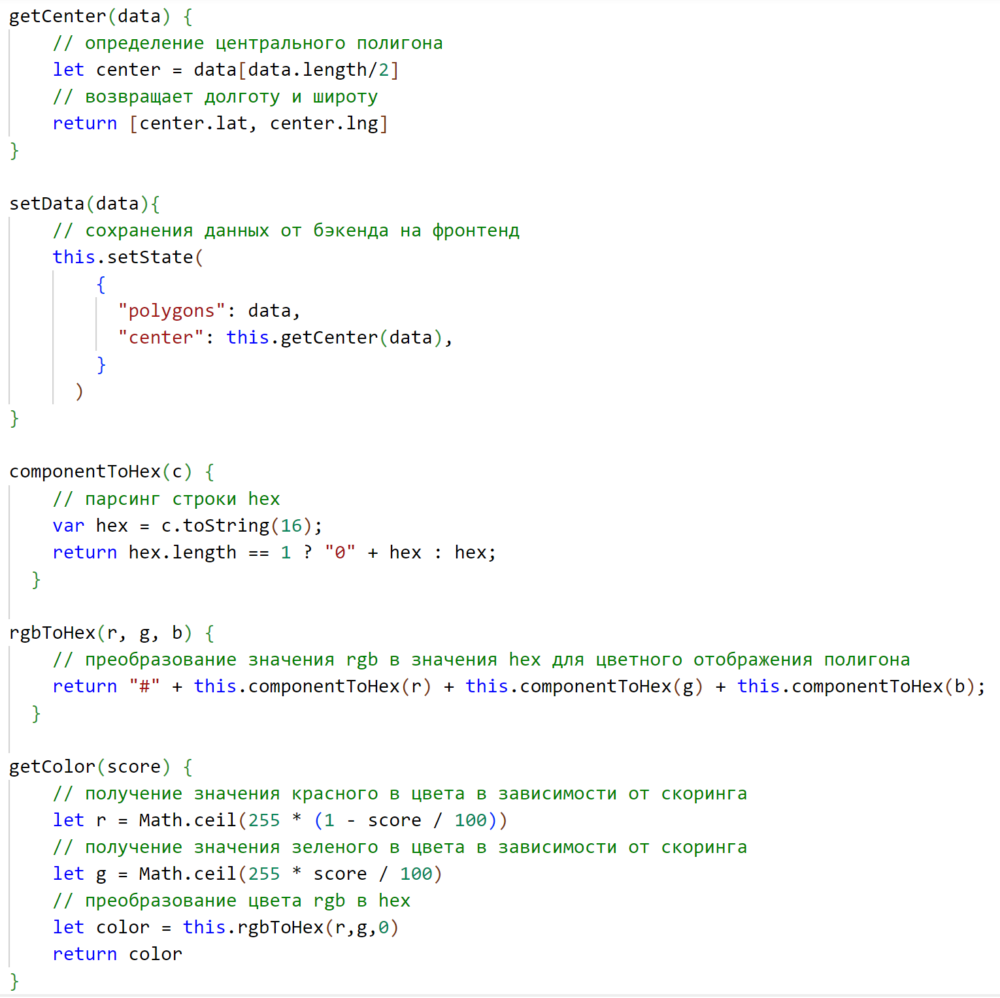 getCenter(data) {
    // определение центрального полигона
    let center = data[data.length/2]
    // возвращает долготу и широту
    return [center.lat, center.lng]
}

setData(data){
    // сохранения данных от бэкенда на фронтенд
    this.setState(
        {
          "polygons": data,
          "center": this.getCenter(data),
        }
      )
}

componentToHex(c) {
    // парсинг строки hex
    var hex = c.toString(16);
    return hex.length == 1 ? "0" + hex : hex;
  }

rgbToHex(r, g, b) {
    // преобразование значения rgb в значения hex для цветного отображения полигона
    return "#" + this.componentToHex(r) + this.componentToHex(g) + this.componentToHex(b);
  }

getColor(score) {
    // получение значения красного в цвета в зависимости от скоринга
    let r = Math.ceil(255 * (1 - score / 100))
    // получение значения зеленого в цвета в зависимости от скоринга
    let g = Math.ceil(255 * score / 100)
    // преобразование цвета rgb в hex
    let color = this.rgbToHex(r,g,0)
    return color
}